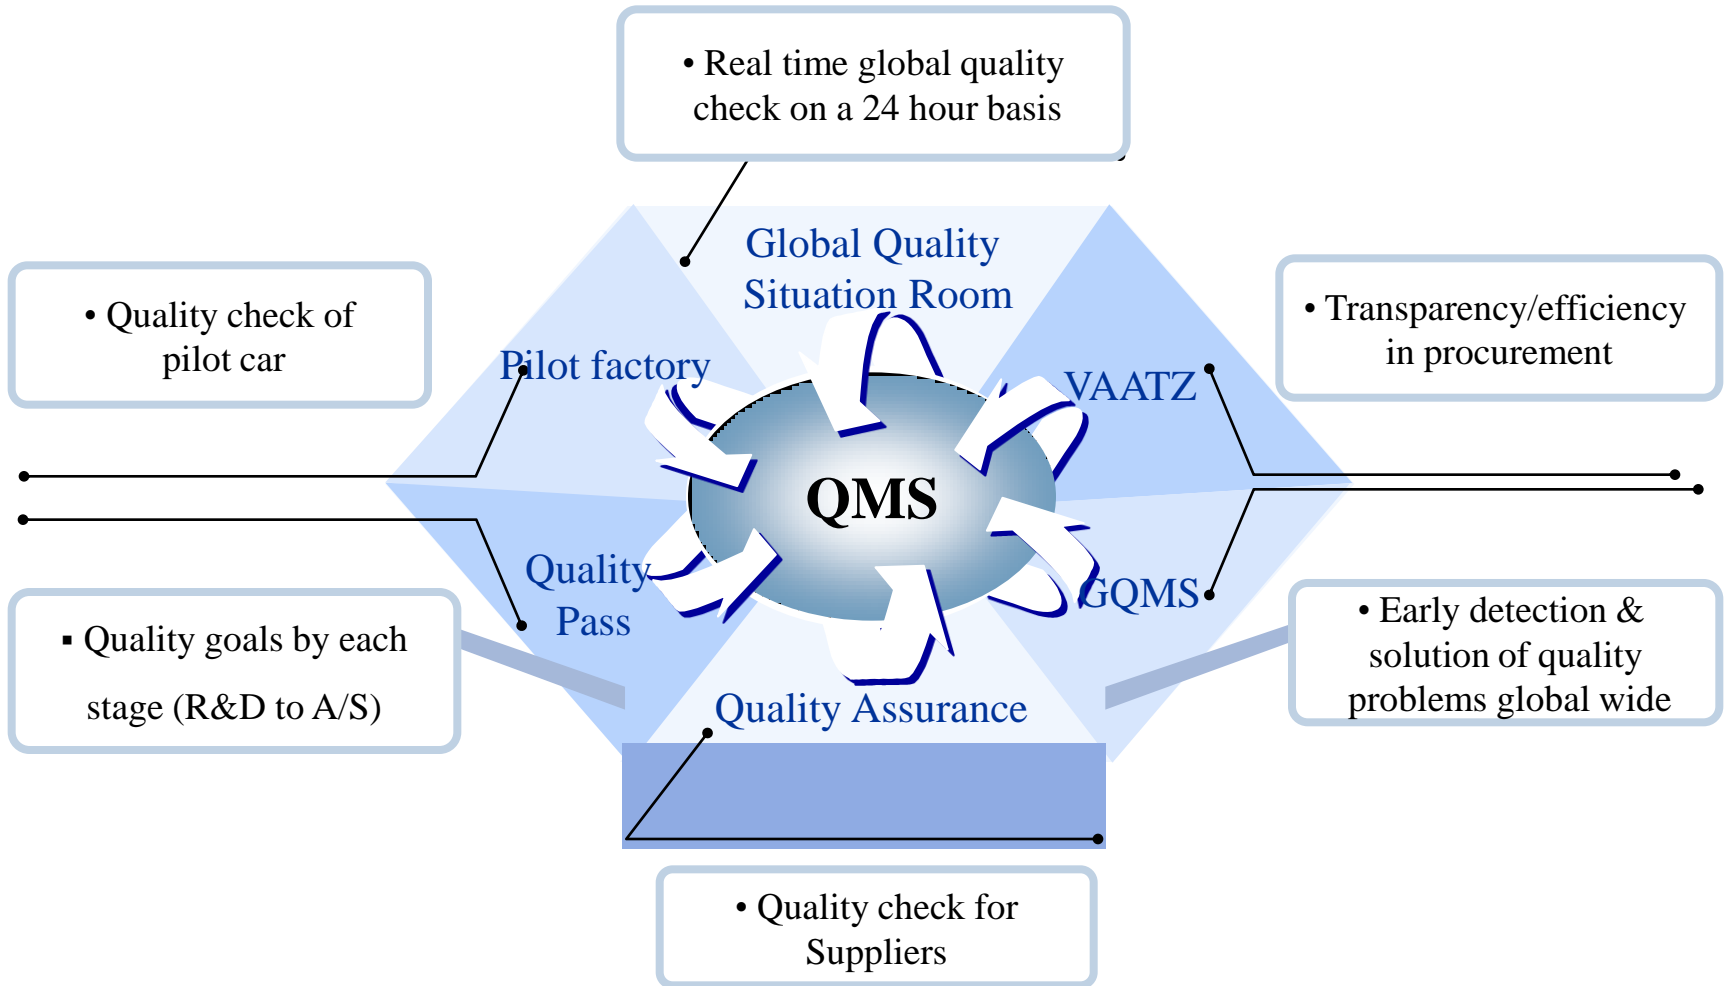 • Real time global quality
check on a 24 hour basis
Global Quality
Situation Room
• Quality check of
pilot car
Pilot factory
VAATZ
• Transparency/efficiency
in procurement
QMS
Quality
Pass
GQMS
▪ Quality goals by each
stage (R&D to A/S)
• Early detection &
solution of quality
problems global wide
Quality Assurance
• Quality check for
Suppliers